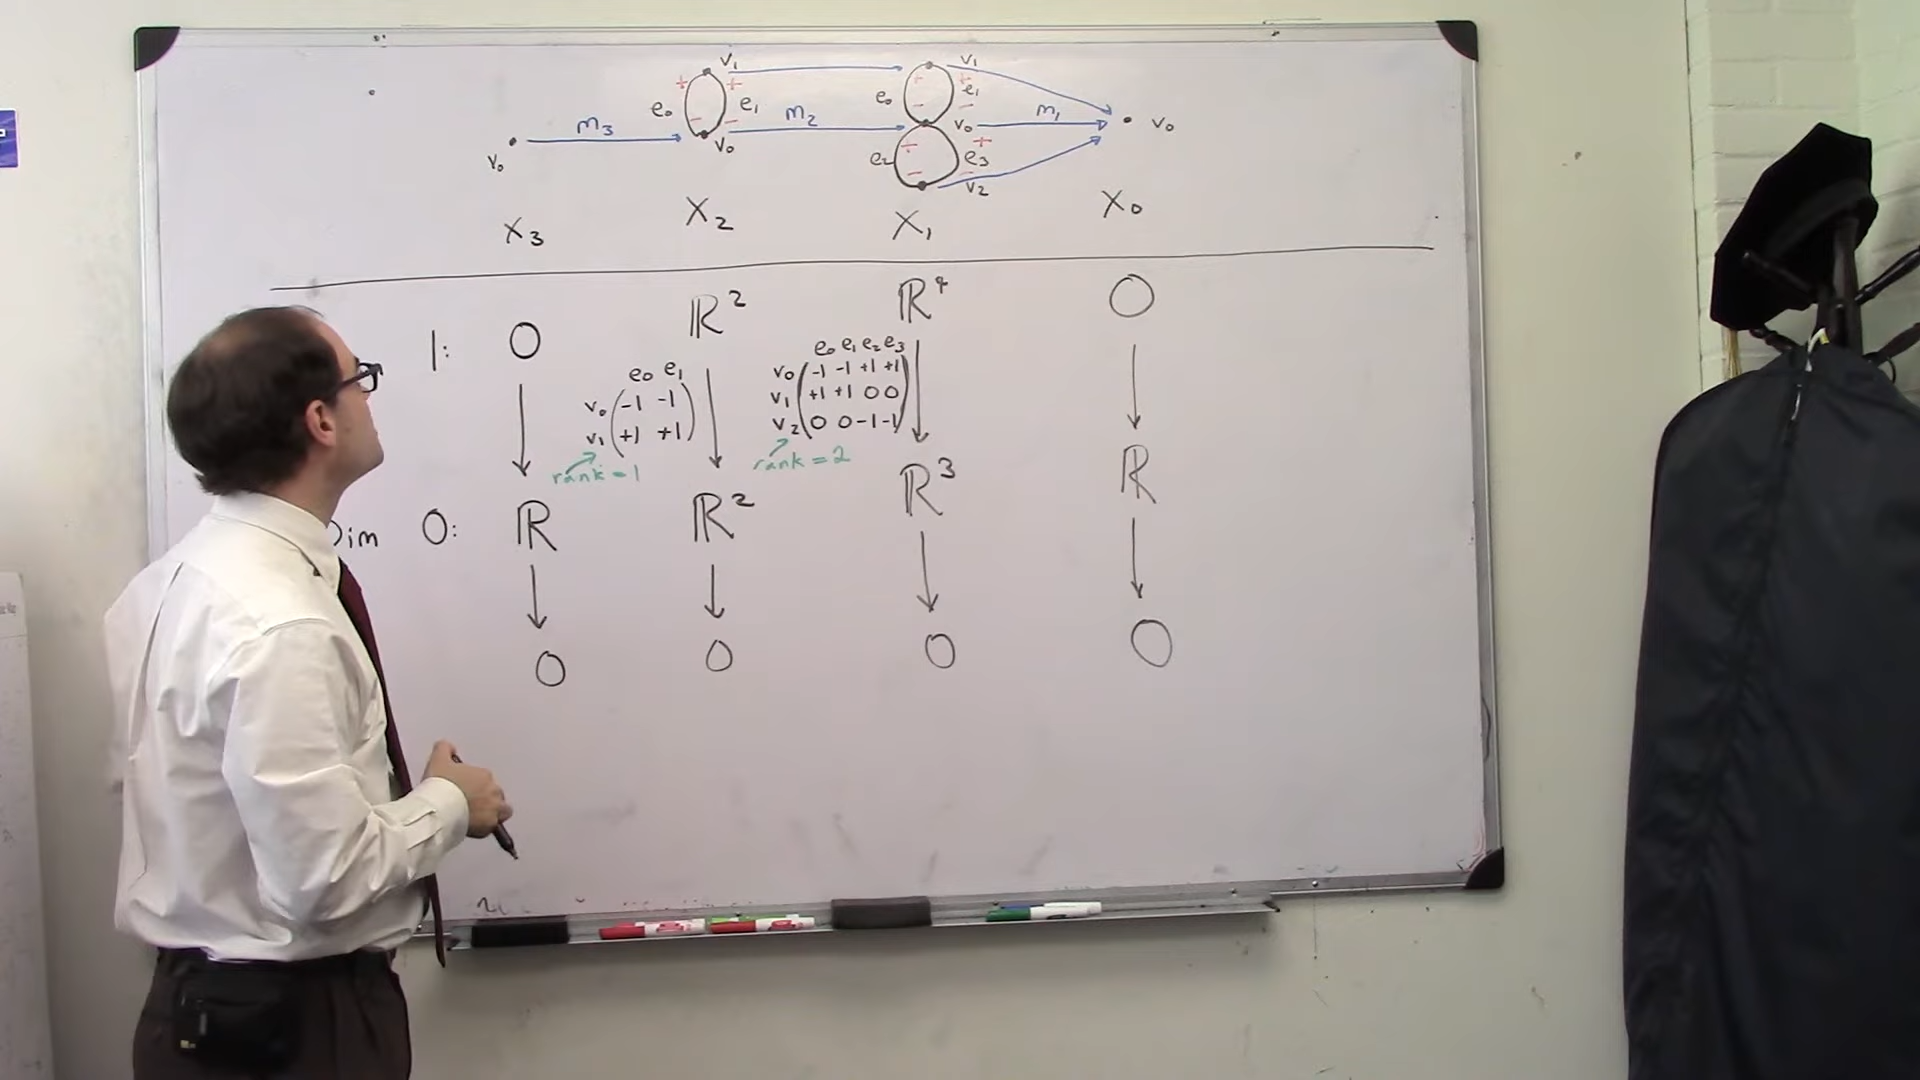 v₁ v₁
+ + + +
e₀ e₁ e₀ e₁
- - - -
m₃ m₂ v₀ m₁ v₀
v₀ v₀ + +
e₂ e₃
- -
v₂
X₃ X₂ X₁ X₀
1: 0 ℝ² ℝ⁴ 0
e₀ e₁ e₂ e₃
e₀ e₁ v₀ -1 -1 +1 +1
v₀ -1 -1 v₁ +1 +1 0 0
v₁ +1 +1 v₂ 0 0 -1 -1
rank = 1 rank = 2
Dim 0: ℝ ℝ² ℝ³ ℝ
0 0 0 0